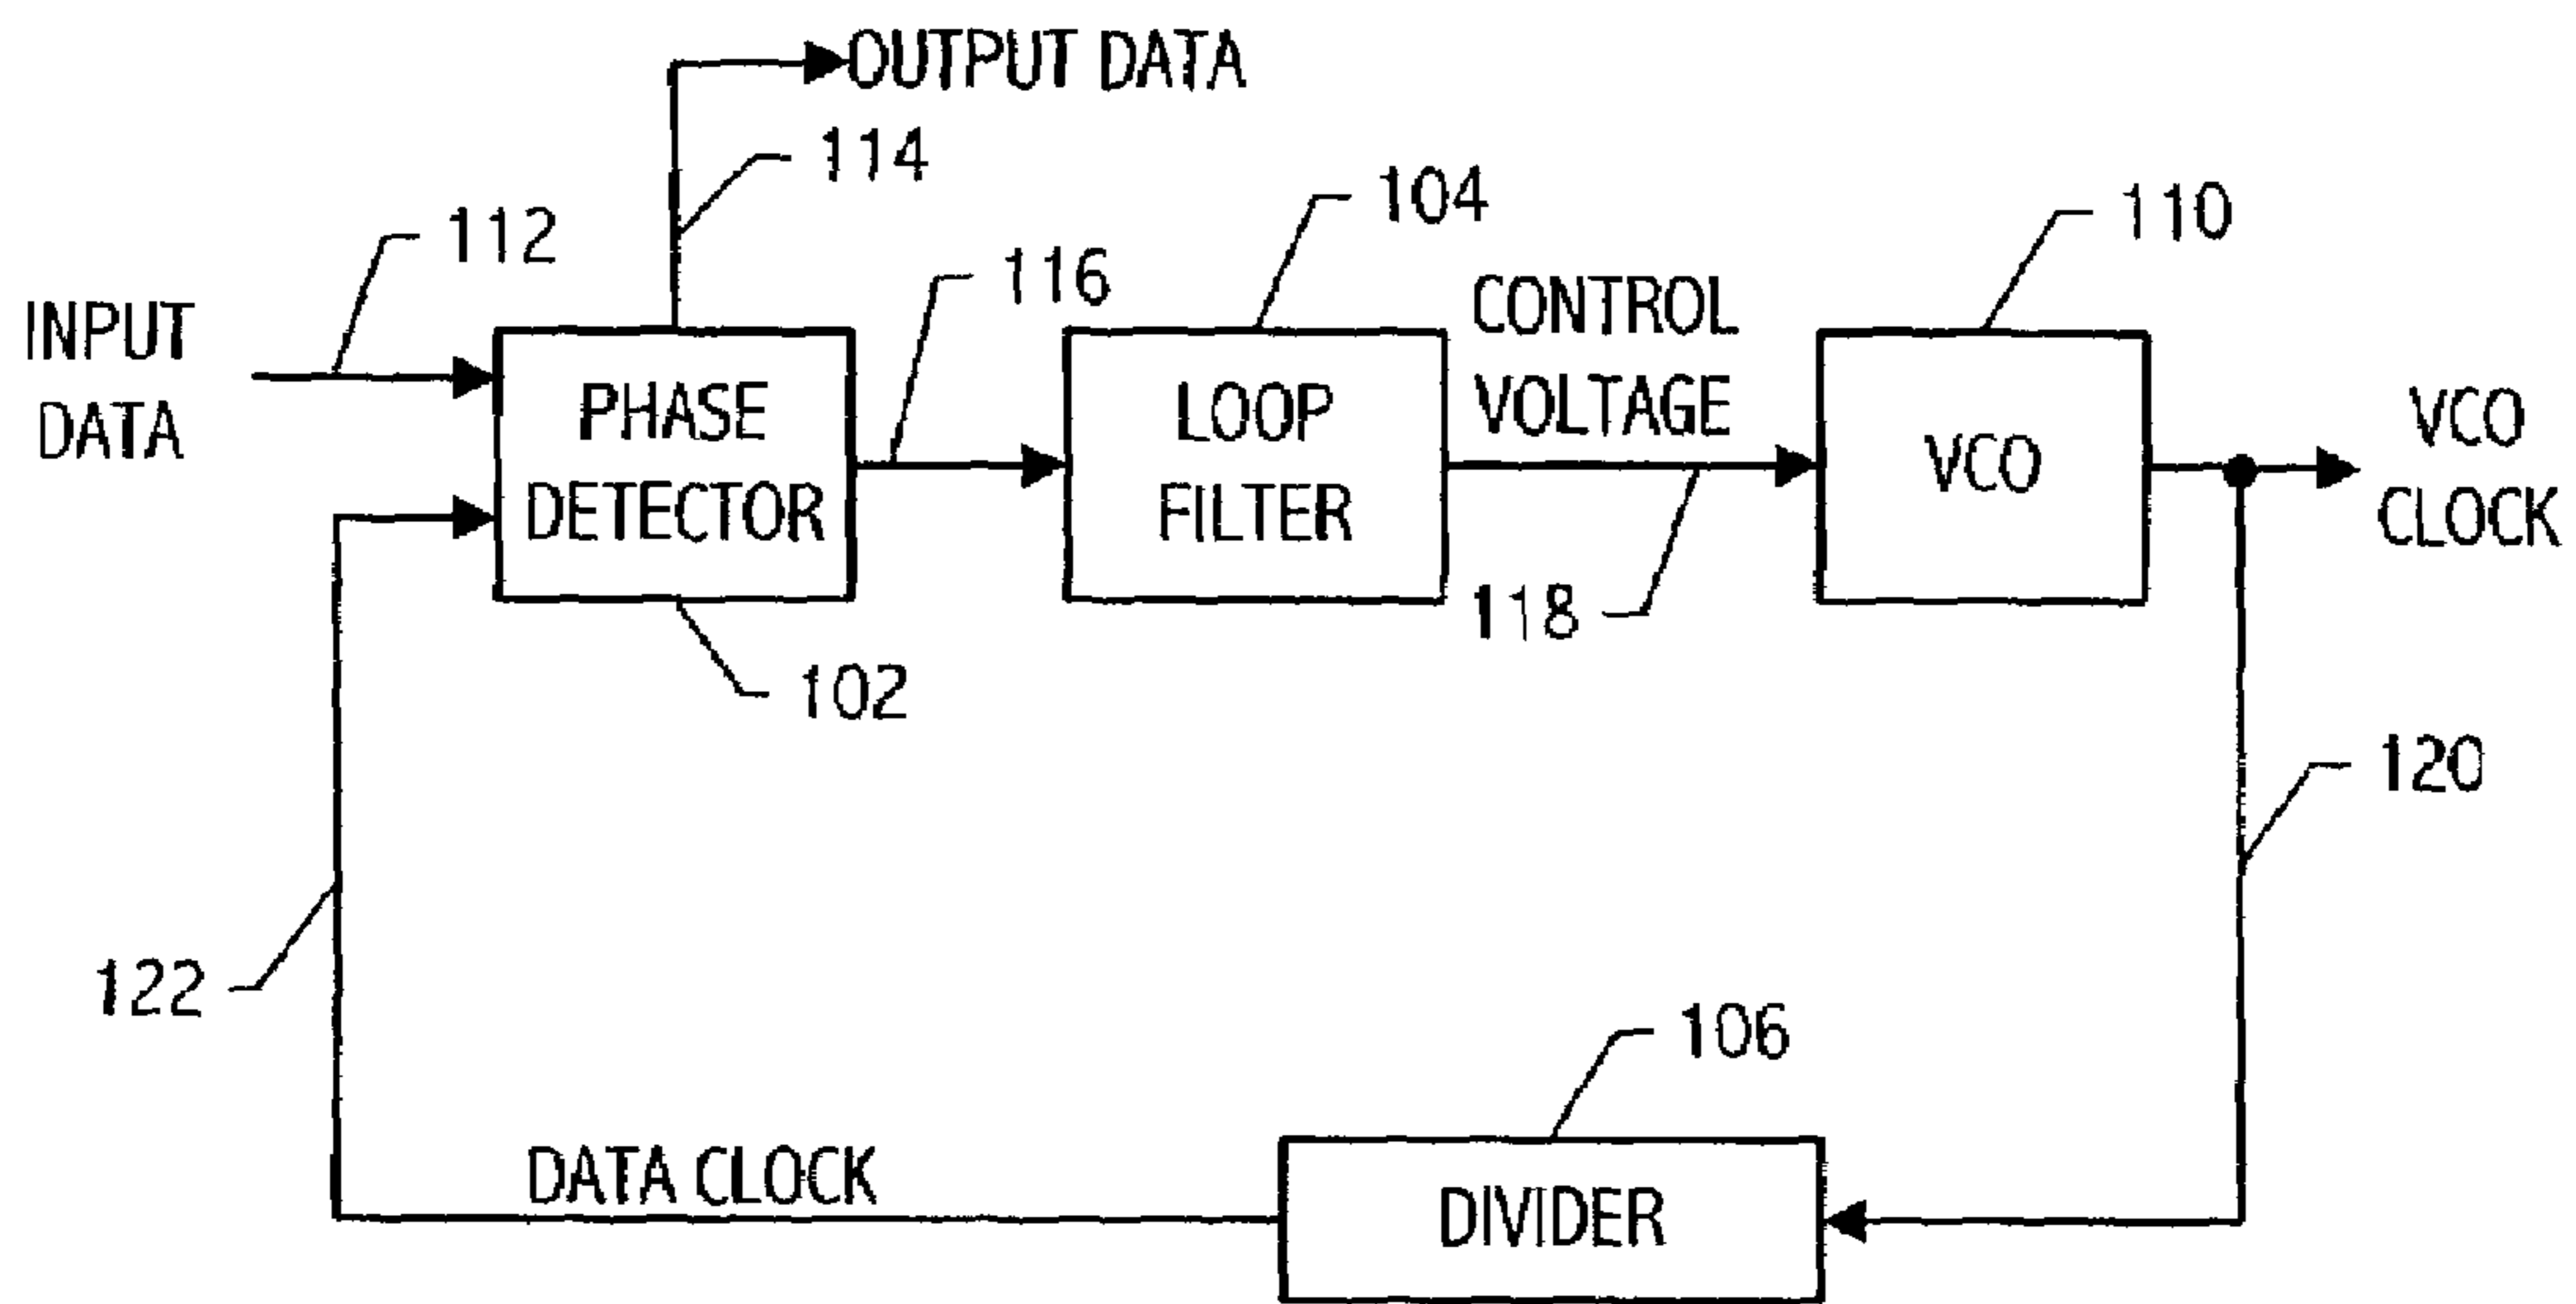 OUTPUT DATA
114
112
104
110
116
INPUT
DATA
CONTROL
VOLTAGE
PHASE
DETECTOR
LOOP
FILTER
VCO
VCO
CLOCK
118
102
120
122
106
DATA CLOCK
DIVIDER